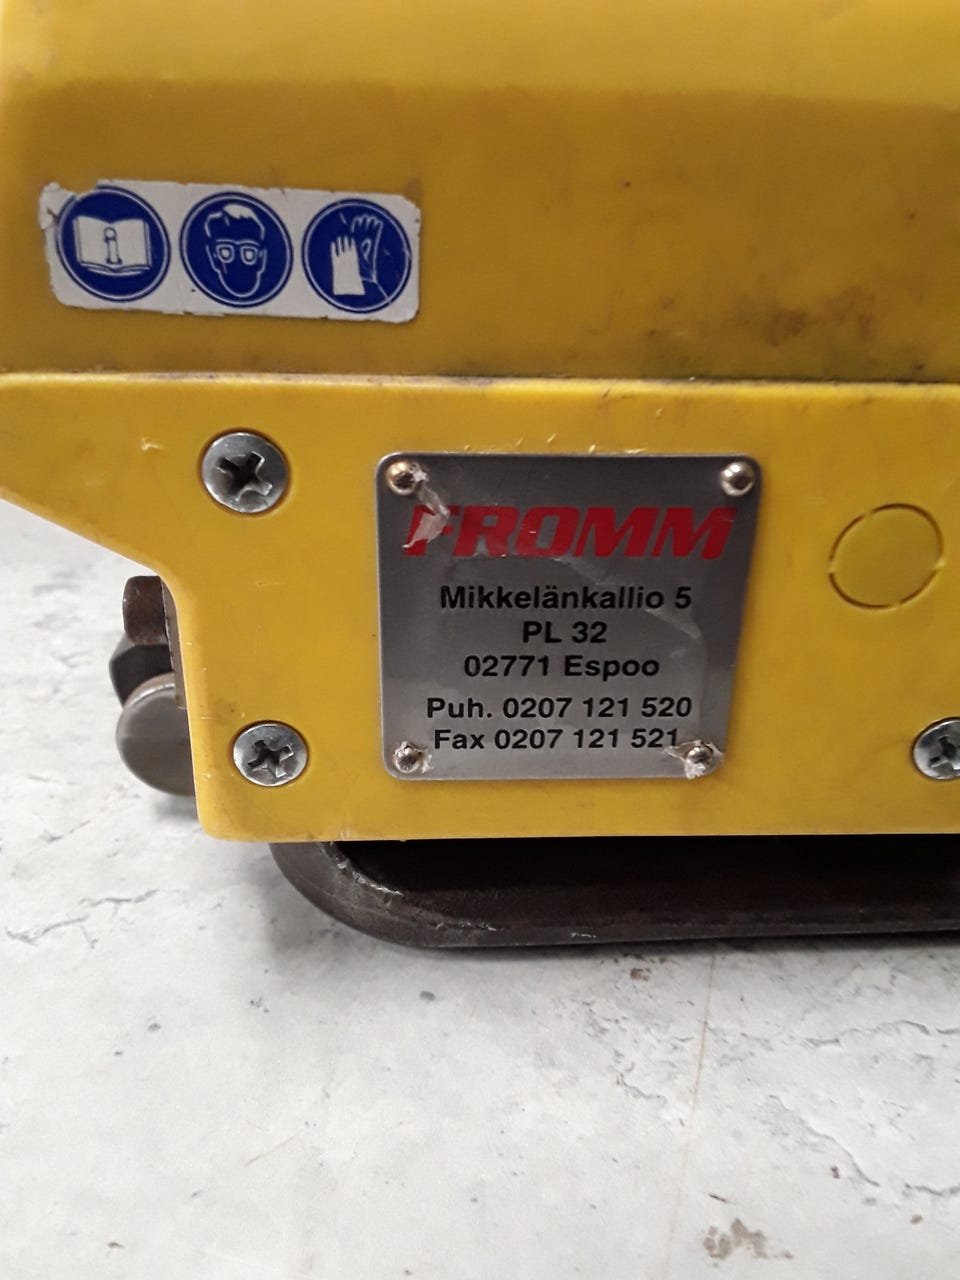 FROMM
Mikkelänkallio 5
PL 32
02771 Espoo
Puh. 0207 121 520
Fax 0207 121 521